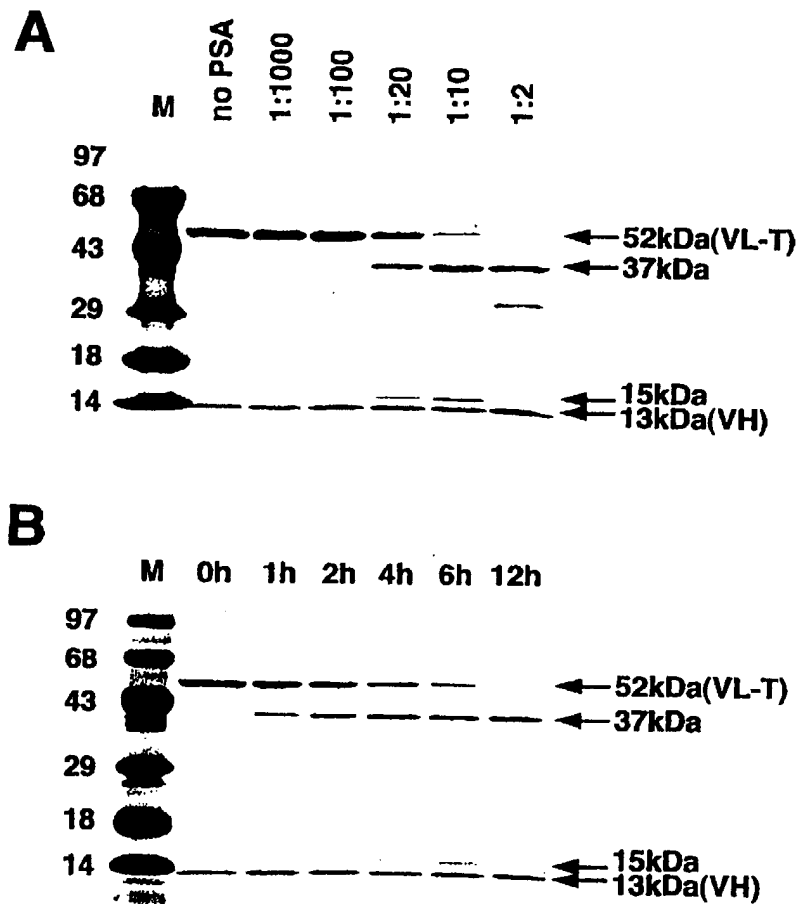 A
M no PSA 1:1000 1:100 1:20 1:10 1:2
97
68
43
29
18
14
52kDa(VL-T)
37kDa
15kDa
13kDa(VH)
B
M 0h 1h 2h 4h 6h 12h
97
68
43
29
18
14
52kDa(VL-T)
37kDa
15kDa
13kDa(VH)